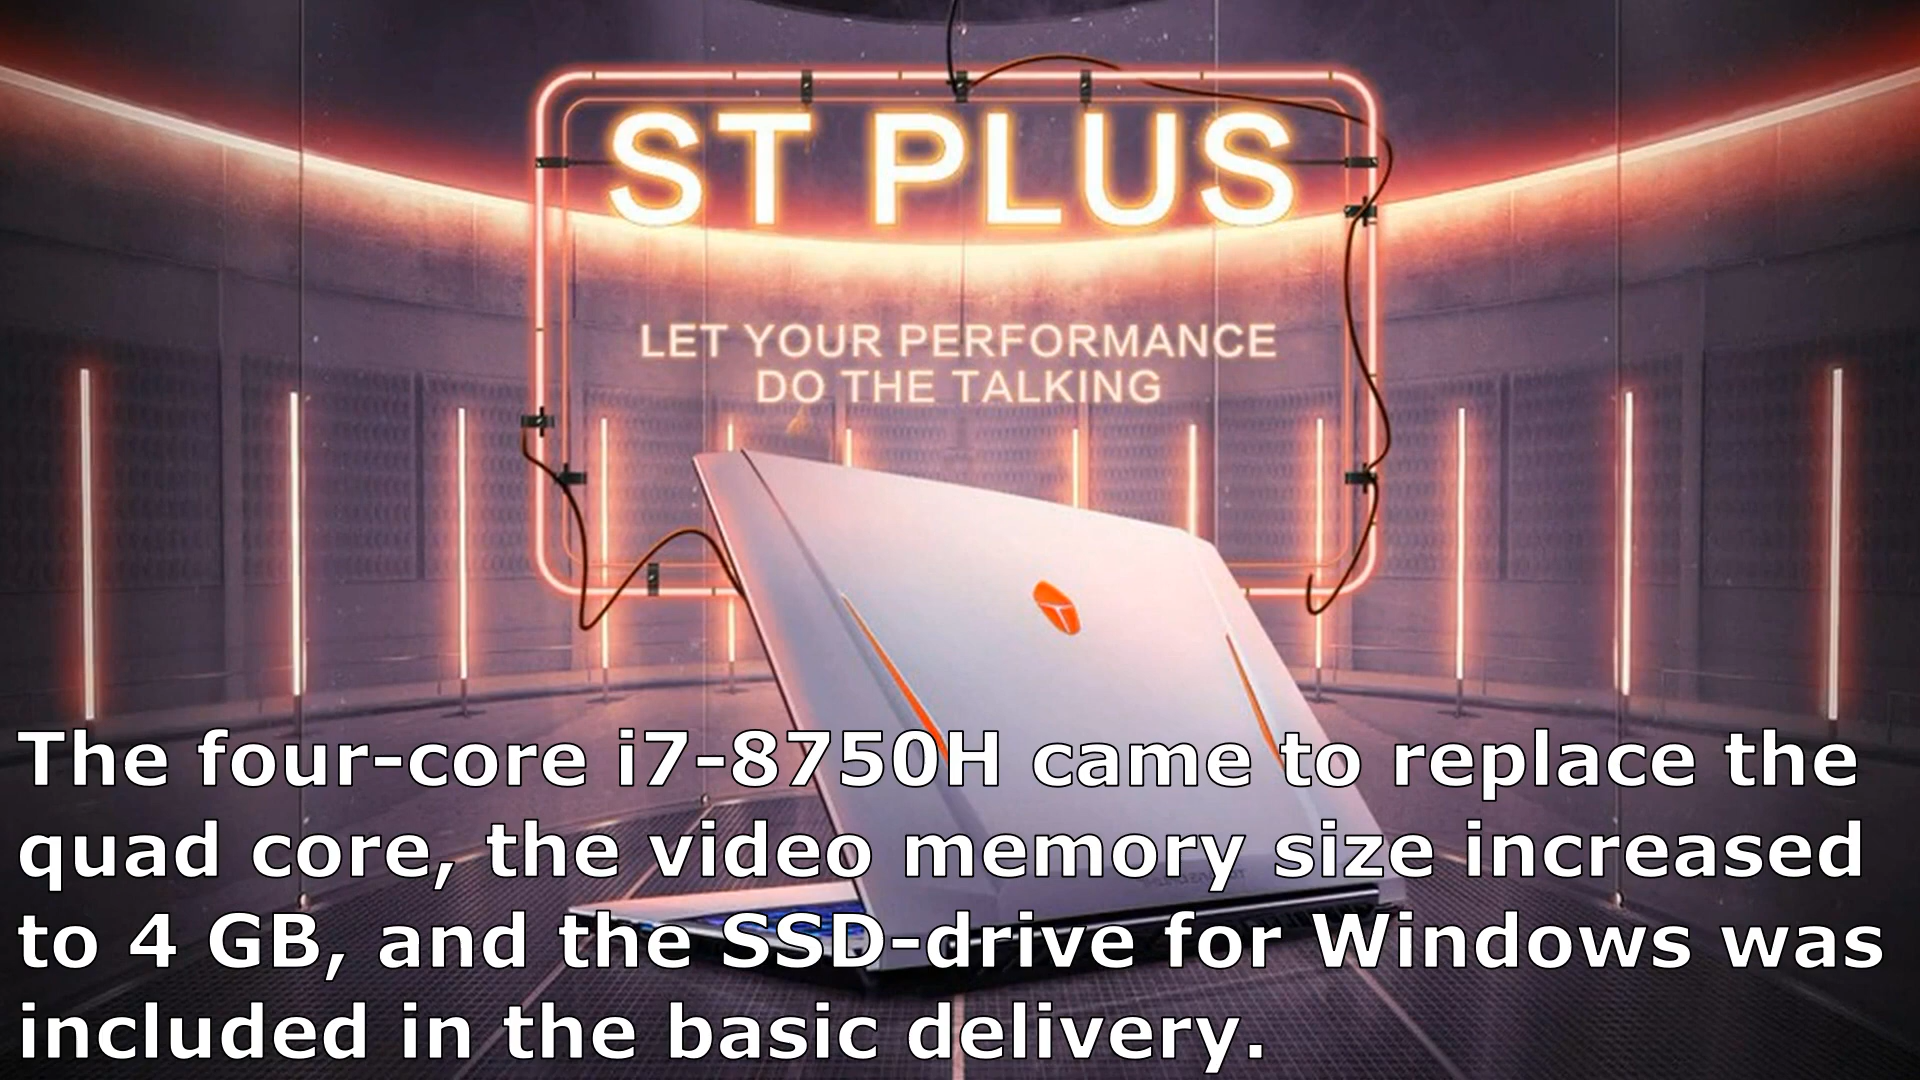 ST PLUS
LET YOUR PERFORMANCE
DO THE TALKING
The four-core i7-8750H came to replace the
quad core, the video memory size increased
to 4 GB, and the SSD-drive for Windows was
included in the basic delivery.